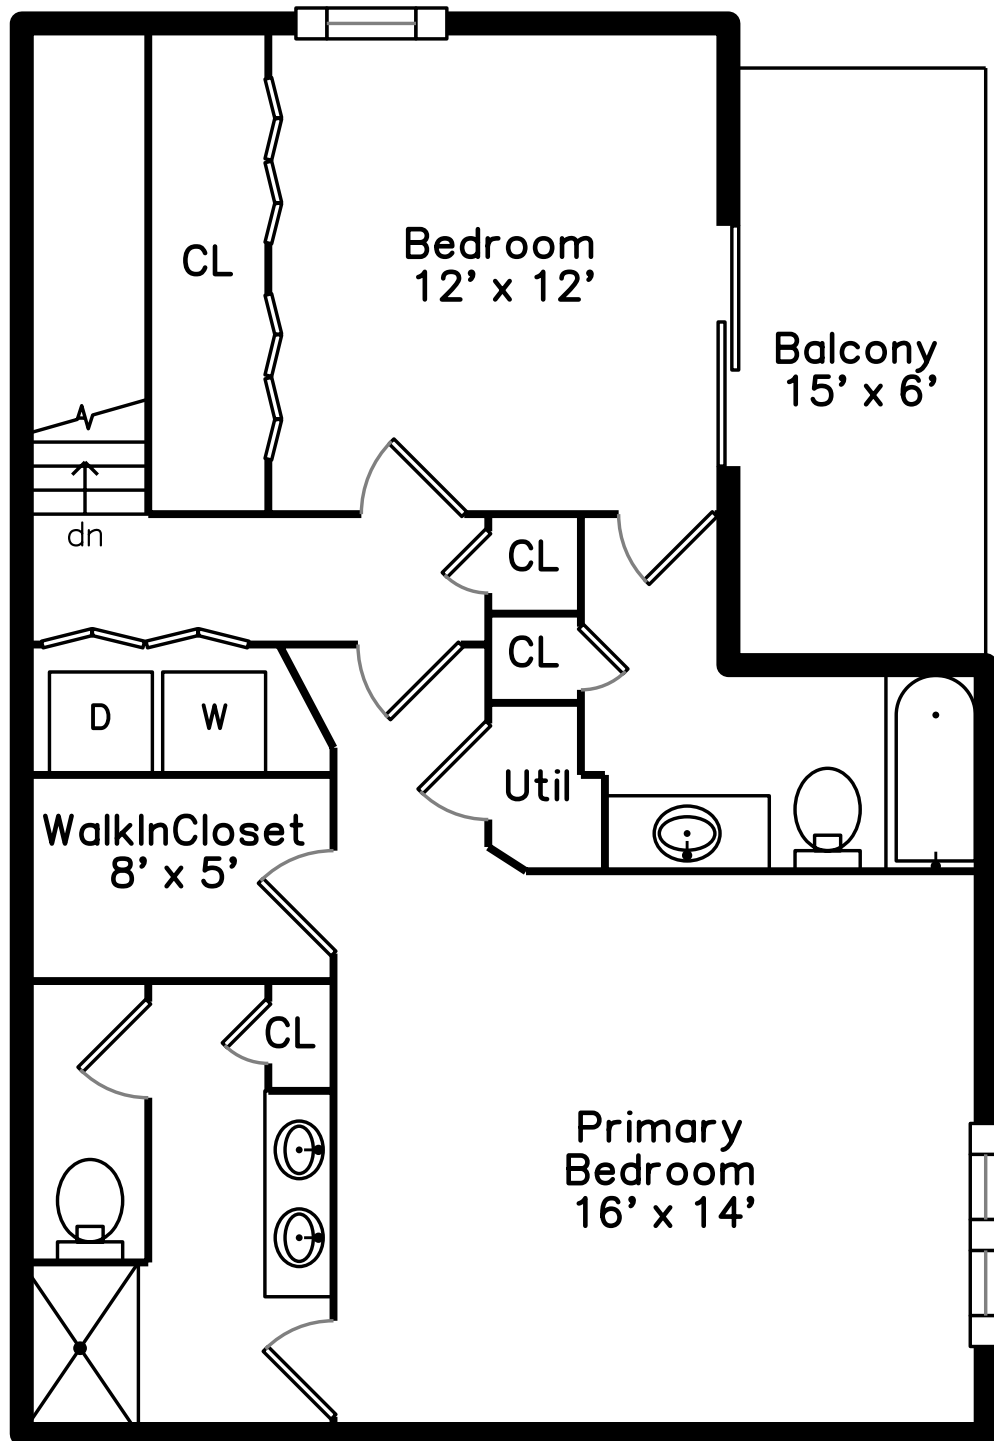 Bedroom
12' x 12'
CL
Balcony
15' x 6'
dn
CL
CL
D
W
Util
WalkInCloset
8' x 5'
CL
Primary
Bedroom
16' x 14'